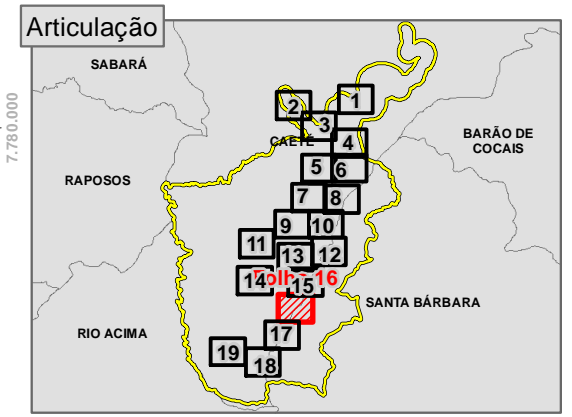 Articulação
SABARÁ
7.780.000
1
2
3
CAETÉ
4
BARÃO DE
COCAIS
5
6
RAPOSOS
7
8
9
10
11
13
12
14
Folha 16
15
SANTA BÁRBARA
RIO ACIMA
17
19
18